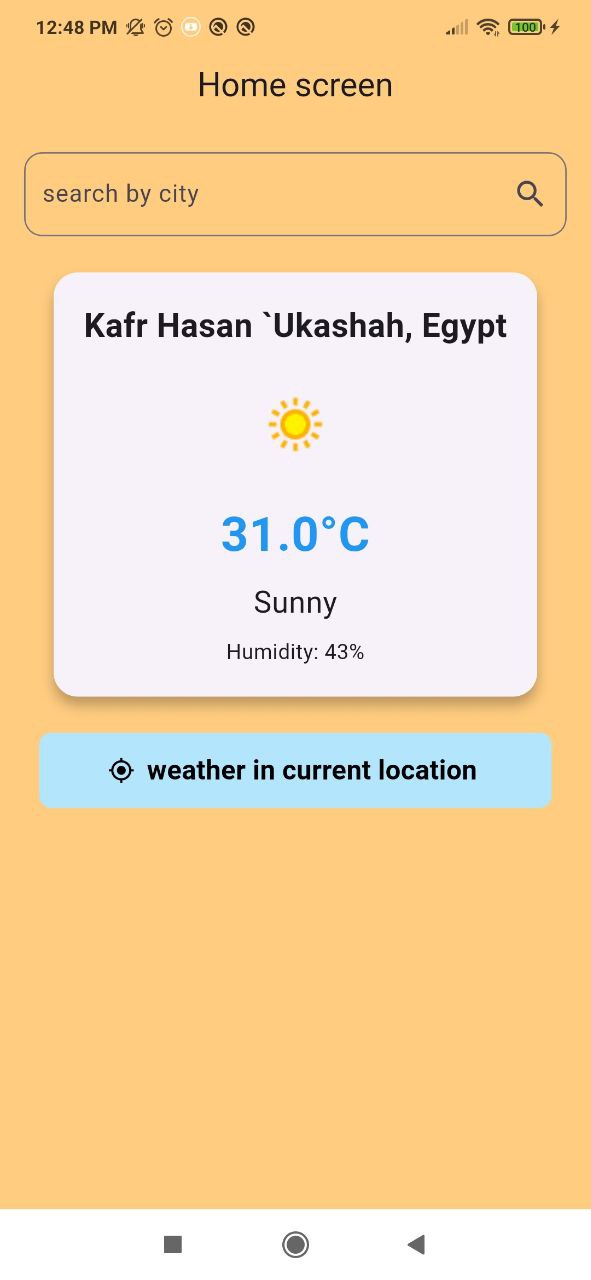 12:48 PM
100
Home screen
search by city
Kafr Hasan `Ukashah, Egypt
31.0°C
Sunny
Humidity: 43%
weather in current location